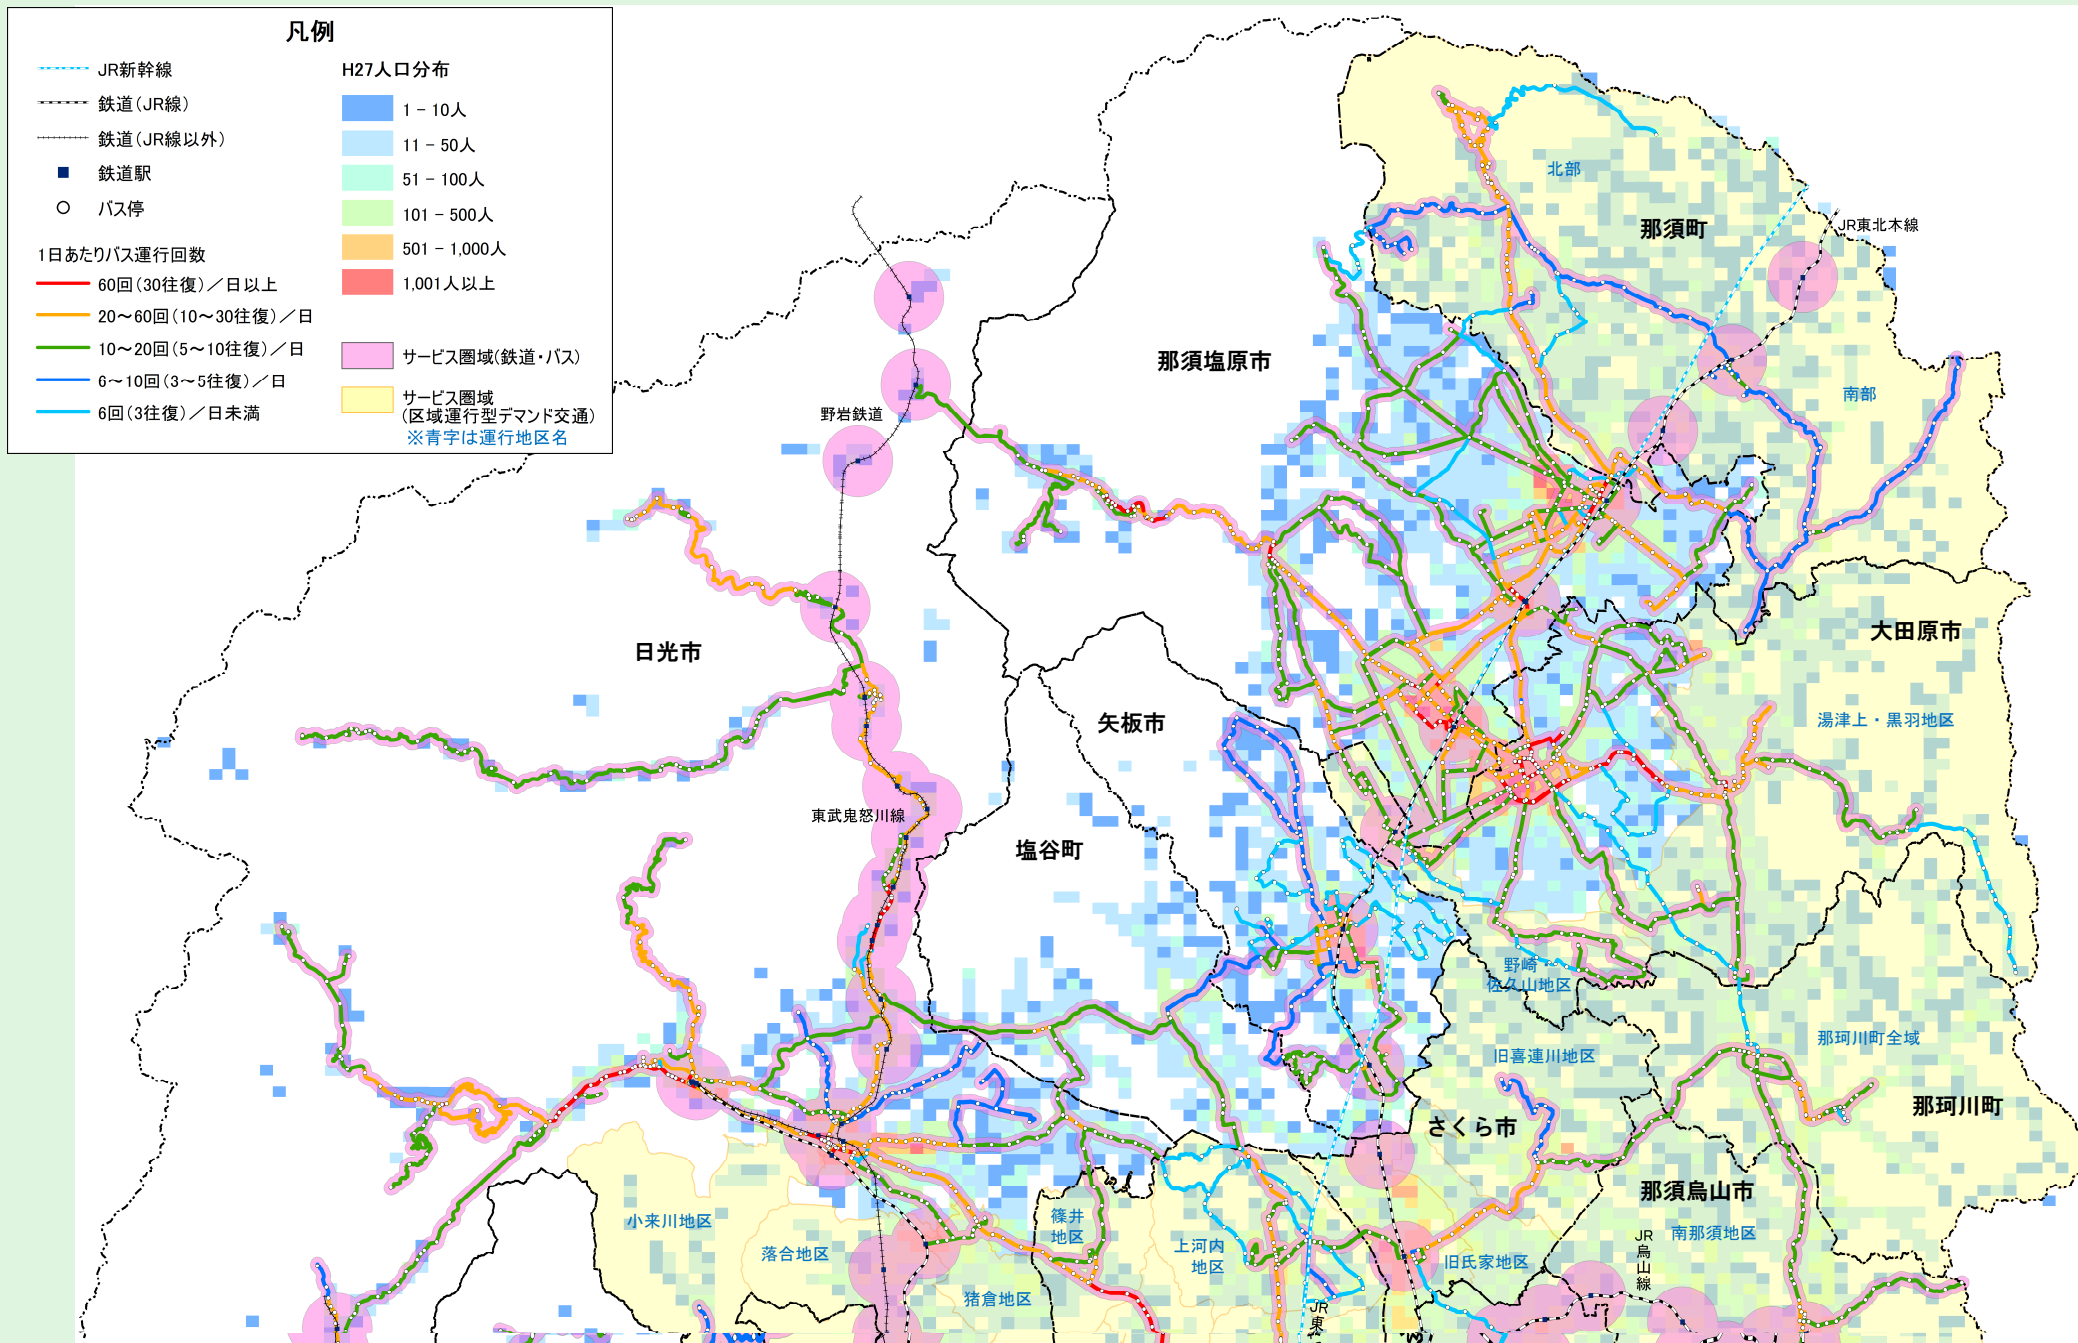 凡例
JR新幹線
鉄道（JR線）
鉄道（JR線以外）
鉄道駅
バス停
1日あたりバス運行回数
60回（30往復）／日以上
20～60回（10～30往復）／日
10～20回（5～10往復）／日
6～10回（3～5往復）／日
6回（3往復）／日未満
H27人口分布
1 - 10人
11 - 50人
51 - 100人
101 - 500人
501 - 1,000人
1,001人以上
サービス圏域（鉄道・バス）
サービス圏域
（区域運行型デマンド交通）
※青字は運行地区名
北部
那須町
JR東北本線
那須塩原市
南部
野岩鉄道
日光市
大田原市
矢板市
湯津上・黒羽地区
東武鬼怒川線
塩谷町
野崎
佐久山地区
那珂川町全域
旧喜連川地区
那珂川町
さくら市
那須烏山市
小来川地区
落合地区
篠井
地区
上河内
地区
南那須地区
JR
烏
山
線
旧氏家地区
猪倉地区
JR
東